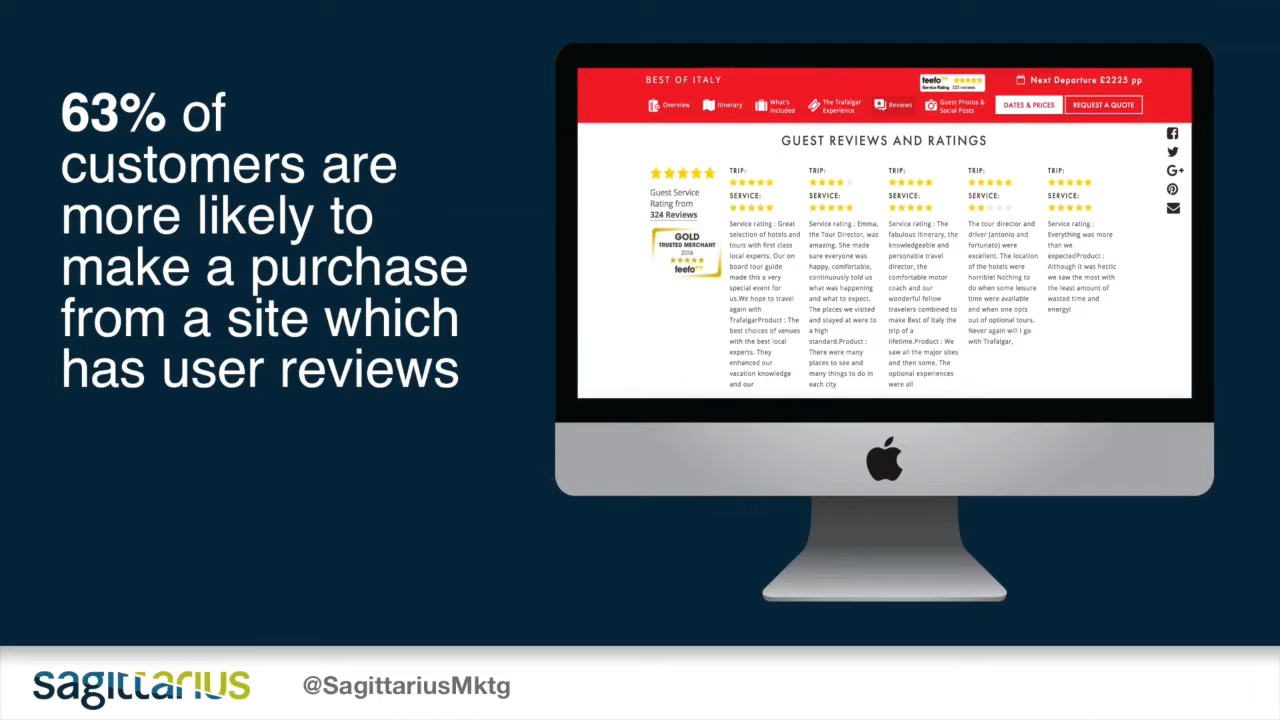 63% of
customers are
more likely to
make a purchase
from a site which
has user reviews
BEST OF ITALY
feefo
Service Rating 323 reviews
Next Departure £2225 pp
Overview
Itinerary
What's
Included
The Trafalgar
Experience
Reviews
Guest Photos &
Social Posts
DATES & PRICES
REQUEST A QUOTE
GUEST REVIEWS AND RATINGS
Guest Service
Rating from
324 Reviews
GOLD
TRUSTED MERCHANT
2016
feefo
TRIP:
SERVICE:
Service rating : Great
selection of hotels and
tours with first class
local experts. Our on
board tour guide
made this a very
special event for
us.We hope to travel
again with
TrafalgarProduct : The
best choices of venues
with the best local
experts. They
enhanced our
vacation knowledge
and our
TRIP:
SERVICE:
Service rating : Emma,
the Tour Director, was
amazing. She made
sure everyone was
happy, comfortable,
continuously told us
what was happening
and what to expect.
The places we visited
and stayed at were to
a high
standard.Product :
There were many
places to see and
many things to do in
each city
TRIP:
SERVICE:
Service rating : The
fabulous itinerary, the
knowledgeable and
personable travel
director, the
comfortable motor
coach and our
wonderful fellow
travelers combined to
make Best of Italy the
trip of a
lifetime.Product : We
saw all the major sites
and then some. The
optional experiences
were all
TRIP:
SERVICE:
The tour director and
driver (antonio and
fortunato) were
excellent. The location
of the hotels were
horrible! Nothing to
do when some leisure
time were available
and when one opts
out of optional tours.
Never again will I go
with Trafalgar,
TRIP:
SERVICE:
Service rating :
Everything was more
than we
expectedProduct :
Although it was hectic
we saw the most with
the least amount of
wasted time and
energy!
sagittarius
@SagittariusMktg